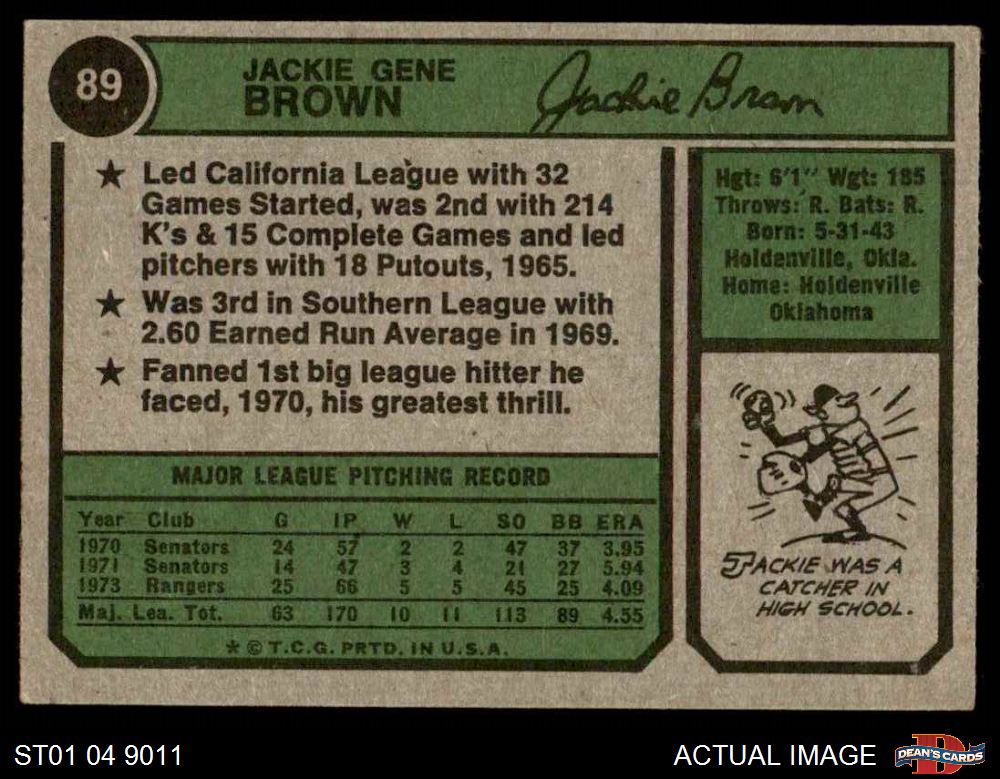 89
JACKIE GENE
BROWN
Jackie Brown
★ Led California League with 32
Games Started, was 2nd with 214
K's & 15 Complete Games and led
pitchers with 18 Putouts, 1965.
★ Was 3rd in Southern League with
2.60 Earned Run Average in 1969.
★ Fanned 1st big league hitter he
faced, 1970, his greatest thrill.
Hgt: 6'1" Wgt: 185
Throws: R. Bats: R.
Born: 5-31-43
Holdenville, Okla.
Home: Holdenville
Oklahoma
MAJOR LEAGUE PITCHING RECORD
Year Club G IP W L SO BB ERA
1970 Senators 24 57 2 2 47 37 3.95
1971 Senators 14 47 3 4 21 27 5.94
1973 Rangers 25 66 5 5 45 25 4.09
Maj. Lea. Tot. 63 170 10 11 113 89 4.55
* © T.C.G. PRTD. IN U.S.A.
JACKIE WAS A
CATCHER IN
HIGH SCHOOL.
ST01 04 9011
ACTUAL IMAGE
D
DEAN'S CARDS